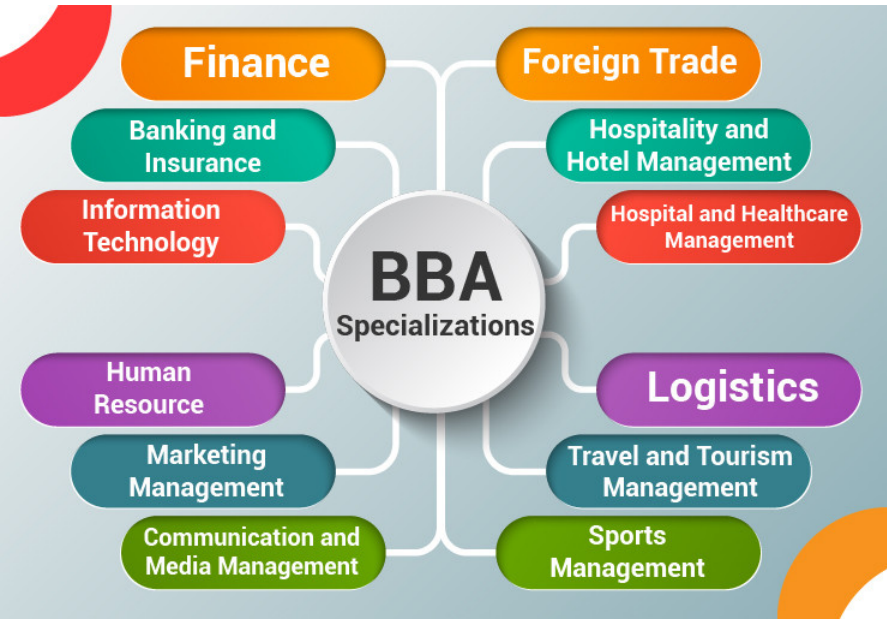 Finance
Foreign Trade
Banking and
Insurance
Hospitality and
Hotel Management
Information
Technology
Hospital and Healthcare
Management
BBA
Specializations
Human
Resource
Logistics
Marketing
Management
Travel and Tourism
Management
Communication and
Media Management
Sports
Management